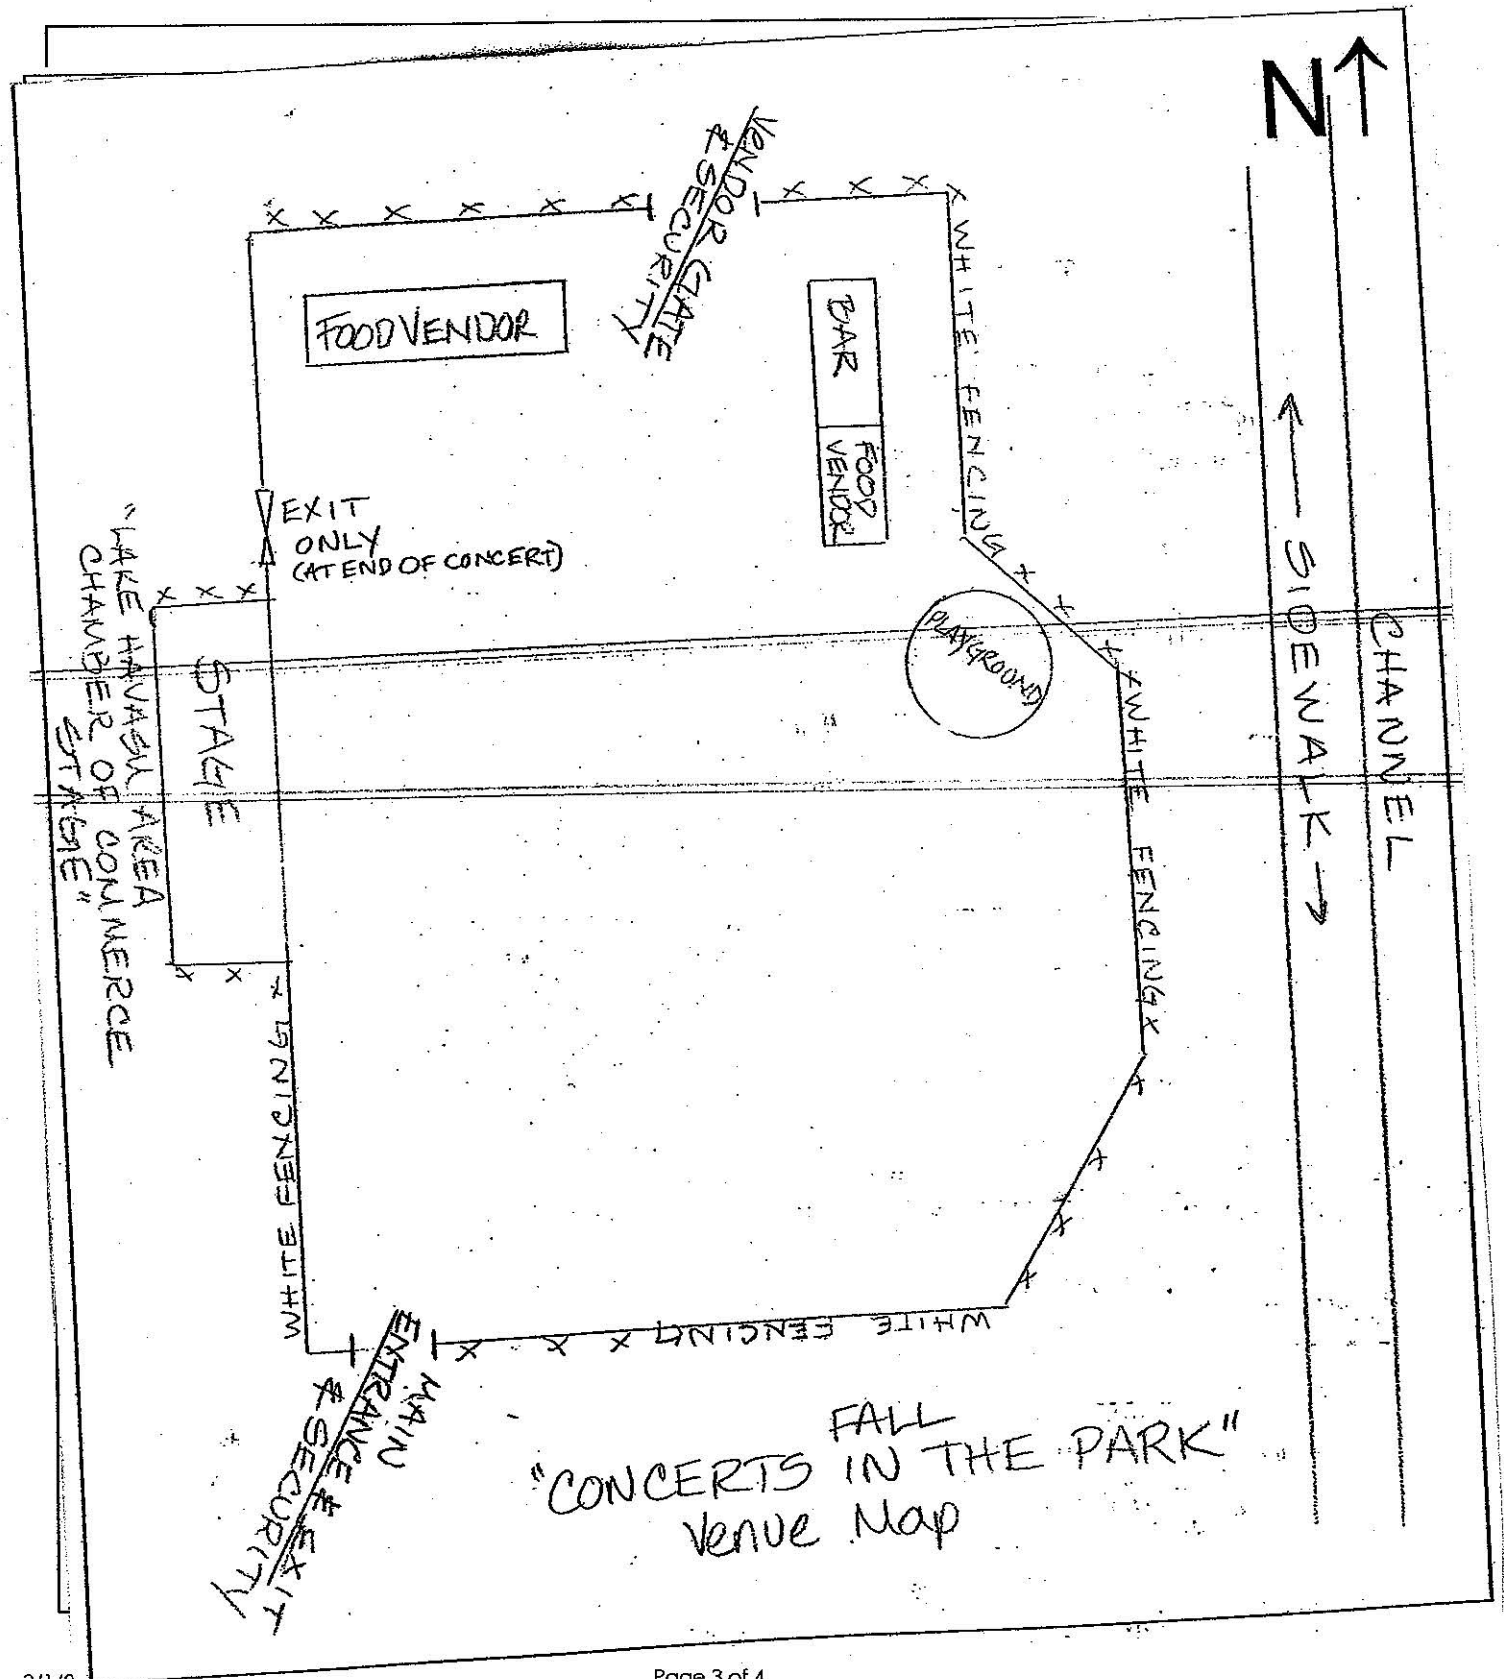 N
VENDOR GATE
& SECURITY
WHITE FENCING
FOOD VENDOR
BAR
FOOD
VENDOR
EXIT
ONLY
(AT END OF CONCERT)
"LAKE HAVASU AREA
CHAMBER OF COMMERCE
STAGE"
STAGE
PLAYGROUND
WHITE FENCING
← SIDEWALK →
CHANNEL
WHITE FENCING
WHITE FENCING
MAIN
ENTRANCE & EXIT
& SECURITY
FALL
"CONCERTS IN THE PARK"
Venue Map
Page 3 of 4